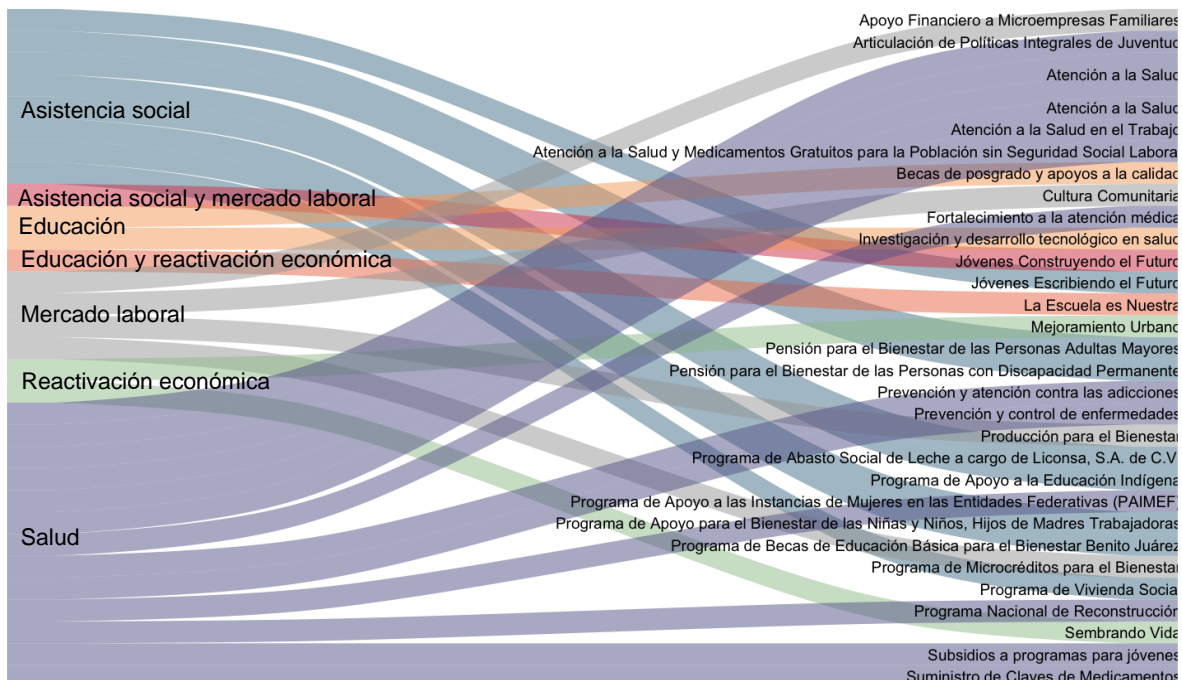 Asistencia social
Asistencia social y mercado laboral
Educación
Educación y reactivación económica
Mercado laboral
Reactivación económica
Salud
Apoyo Financiero a Microempresas Familiares
Articulación de Políticas Integrales de Juventud
Atención a la Salud
Atención a la Salud
Atención a la Salud en el Trabajo
Atención a la Salud y Medicamentos Gratuitos para la Población sin Seguridad Social Labora
Becas de posgrado y apoyos a la calidad
Cultura Comunitaria
Fortalecimiento a la atención médica
Investigación y desarrollo tecnológico en salud
Jóvenes Construyendo el Futuro
Jóvenes Escribiendo el Futuro
La Escuela es Nuestra
Mejoramiento Urbano
Pensión para el Bienestar de las Personas Adultas Mayores
Pensión para el Bienestar de las Personas con Discapacidad Permanente
Prevención y atención contra las adicciones
Prevención y control de enfermedades
Producción para el Bienestar
Programa de Abasto Social de Leche a cargo de Liconsa, S.A. de C.V.
Programa de Apoyo a la Educación Indígena
Programa de Apoyo a las Instancias de Mujeres en las Entidades Federativas (PAIMEF)
Programa de Apoyo para el Bienestar de las Niñas y Niños, Hijos de Madres Trabajadoras
Programa de Becas de Educación Básica para el Bienestar Benito Juárez
Programa de Microcréditos para el Bienestar
Programa de Vivienda Socia
Programa Nacional de Reconstrucción
Sembrando Vida
Subsidios a programas para jóvenes
Suministro de Claves de Medicamentos